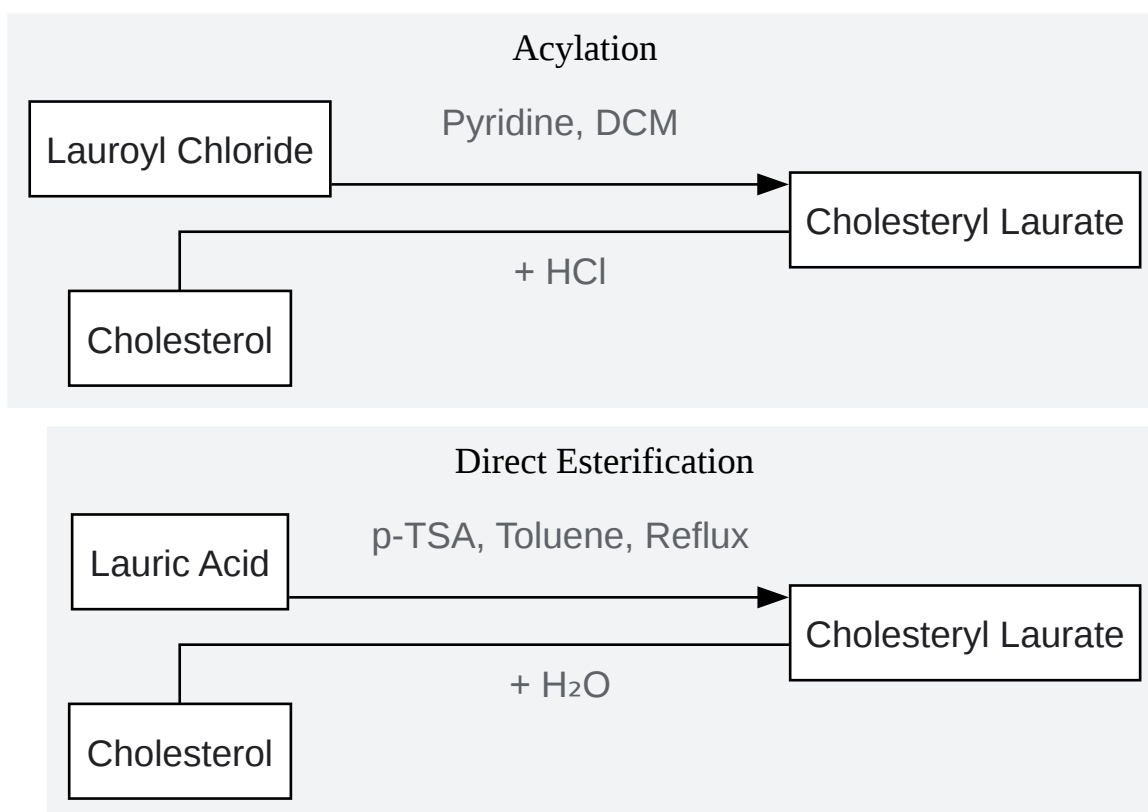 Acylation
Pyridine, DCM
Lauroyl Chloride
Cholesteryl Laurate
+ HCl
Cholesterol
Direct Esterification
p-TSA, Toluene, Reflux
Lauric Acid
Cholesteryl Laurate
+ H₂O
Cholesterol